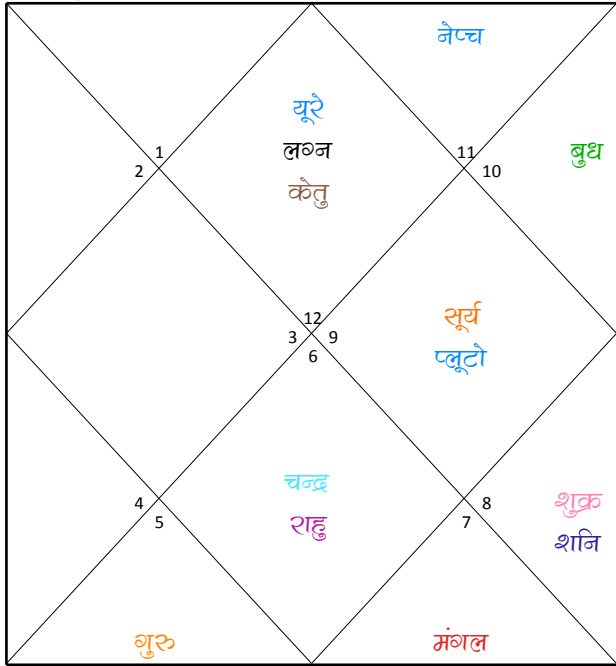 नेप्च
यूरे
लग्न
केतु
1
2
11
10
बुध
12
3
9
6
सूर्य
प्लूटो
चन्द्र
राहु
4
5
8
7
शुक्र
शनि
गुरु
मंगल